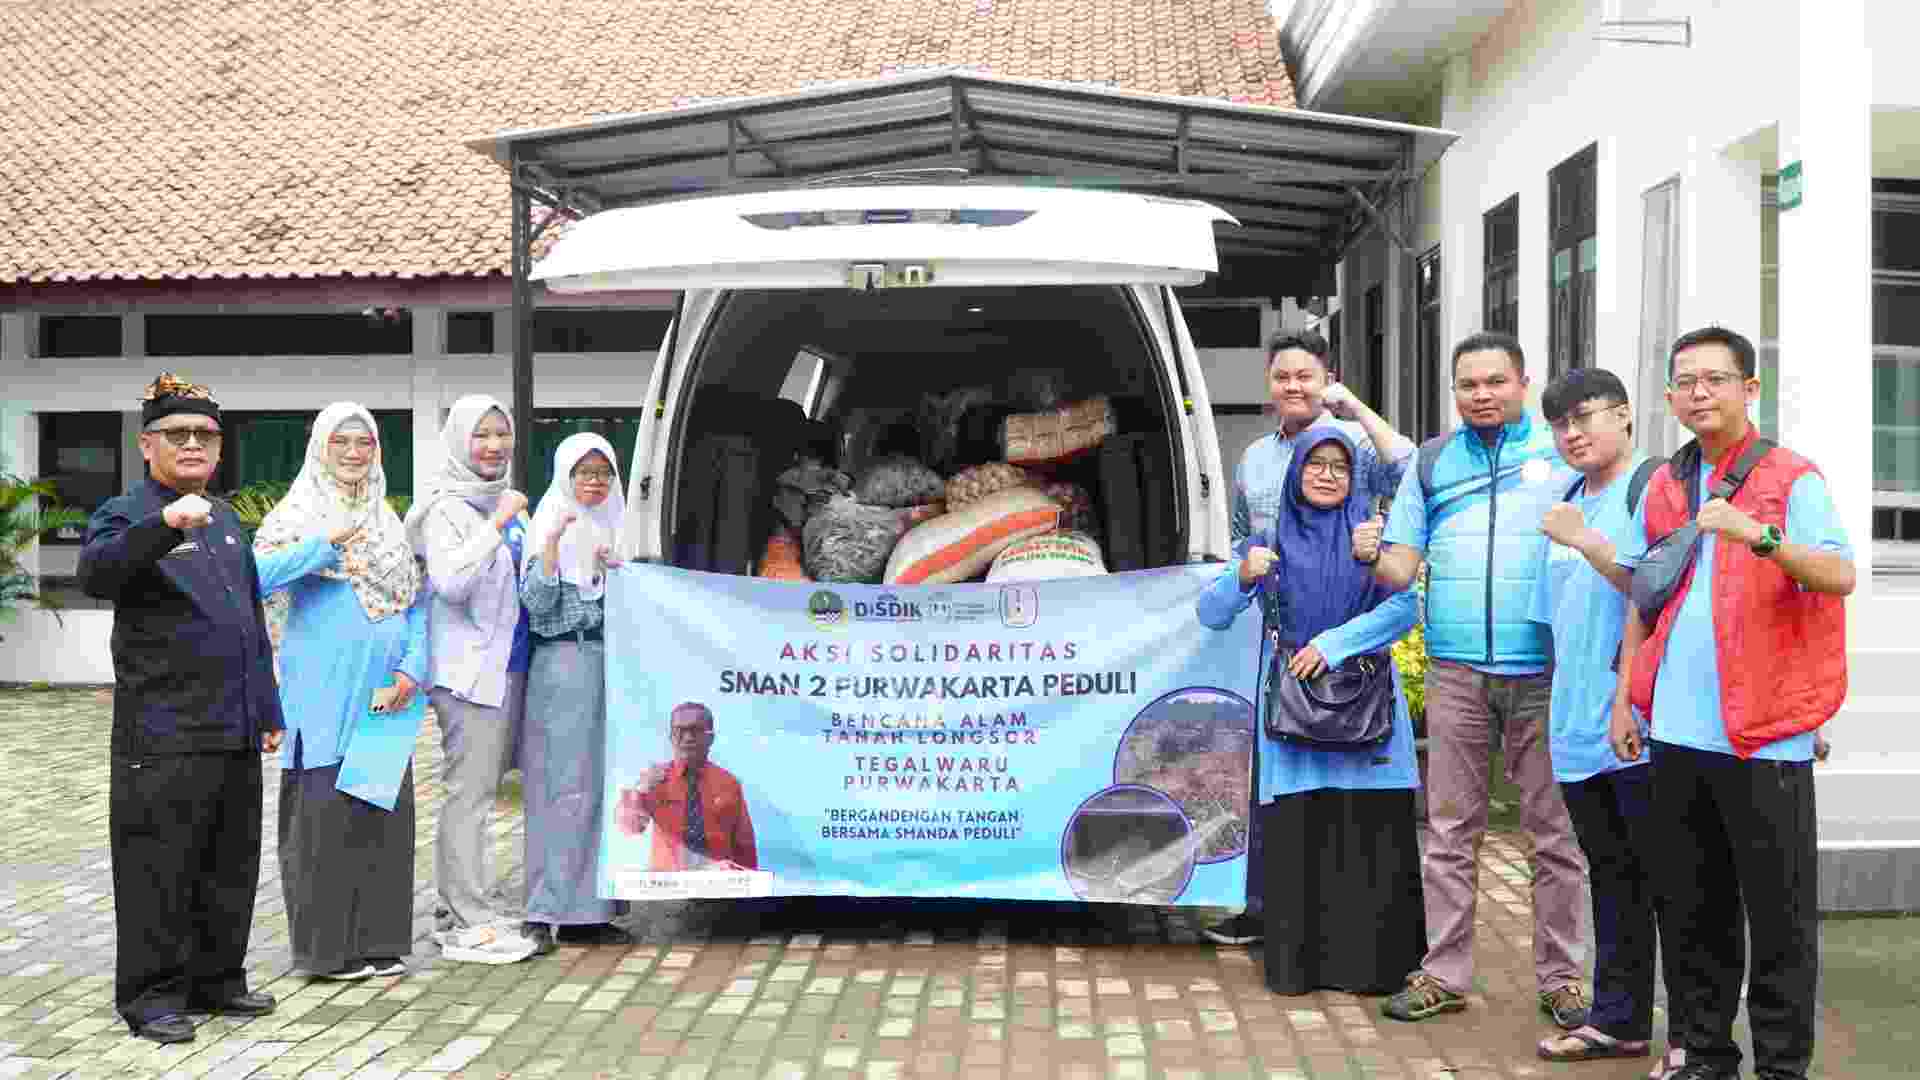 DISDIK
AKSI SOLIDARITAS
SMAN 2 PURWAKARTA PEDULI
BENCANA ALAM
TANAH LONGSOR
TEGALWARU
PURWAKARTA
"BERGANDENGAN TANGAN
BERSAMA SMANDA PEDULI"